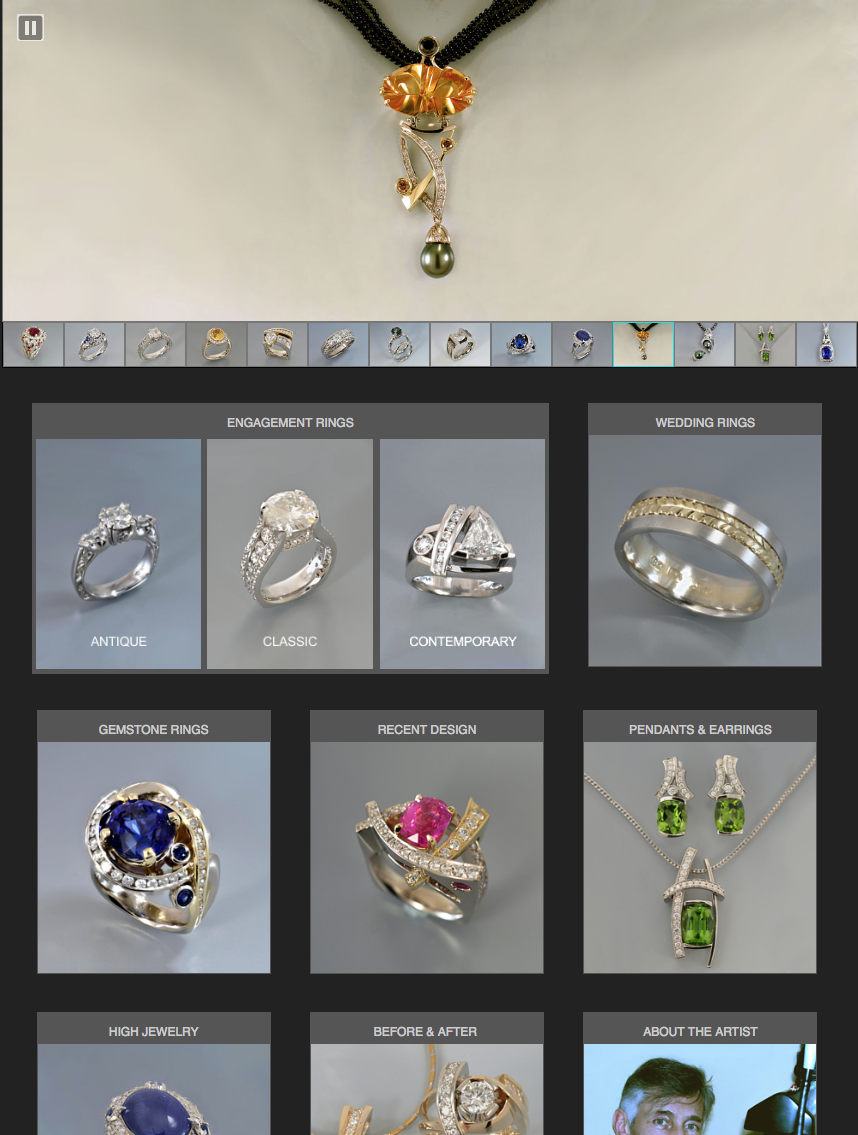 ENGAGEMENT RINGS
WEDDING RINGS
ANTIQUE
CLASSIC
CONTEMPORARY
GEMSTONE RINGS
RECENT DESIGN
PENDANTS & EARRINGS
HIGH JEWELRY
BEFORE & AFTER
ABOUT THE ARTIST